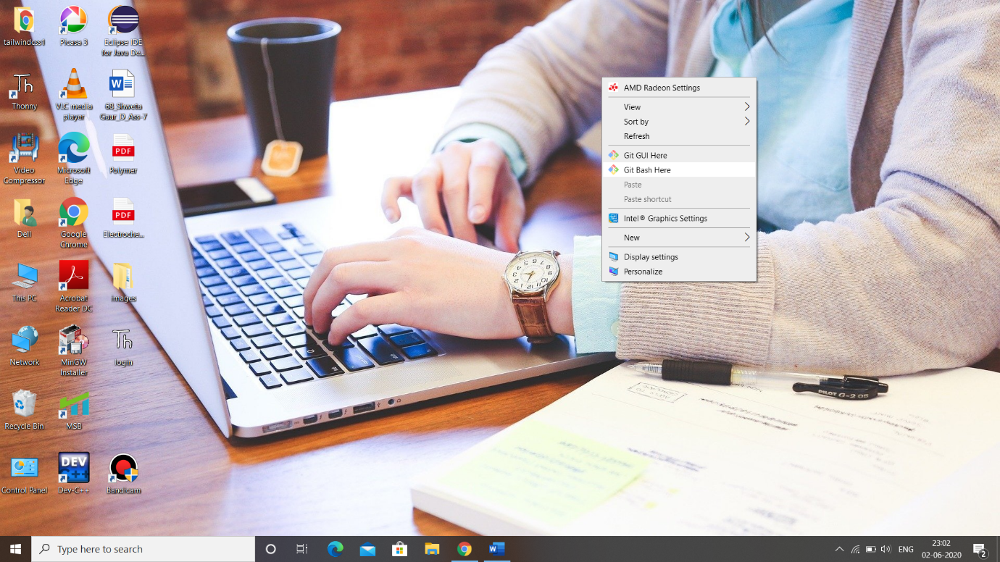 tailwindcss1
Picasa 3
Eclipse IDE
for Java De...
Thonny
VLC media
player
68_Shweta
Gaur_D_Ass-7
Video
Compressor
Microsoft
Edge
PDF
Polymer
Dell
Google
Chrome
PDF
Electroche...
This PC
Acrobat
Reader DC
images
Network
MinGW
Installer
Th
login
Recycle Bin
MSB
Control Panel
DEV
C++
Dev-C++
Bandicam
AMD Radeon Settings
View
Sort by
Refresh
Git GUI Here
Git Bash Here
Paste
Paste shortcut
Intel® Graphics Settings
New
Display settings
Personalize
PILOT G-2 05
Type here to search
ENG
23:02
02-06-2020
2